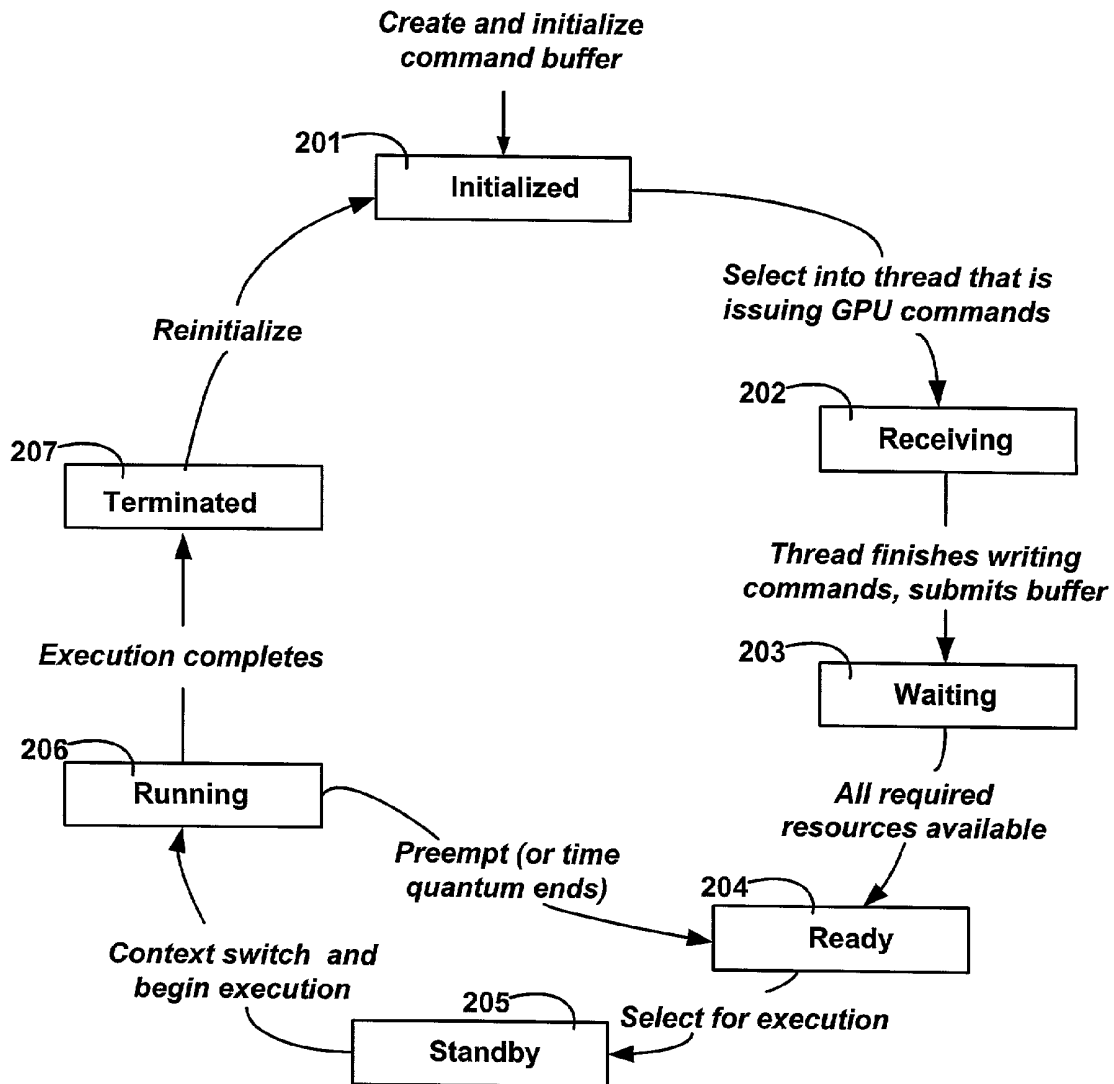 Create and initialize
command buffer
201
Initialized
Select into thread that is
issuing GPU commands
Reinitialize
202
Receiving
207
Terminated
Thread finishes writing
commands, submits buffer
Execution completes
203
Waiting
206
Running
All required
resources available
Preempt (or time
quantum ends)
204
Ready
Context switch and
begin execution
205
Select for execution
Standby